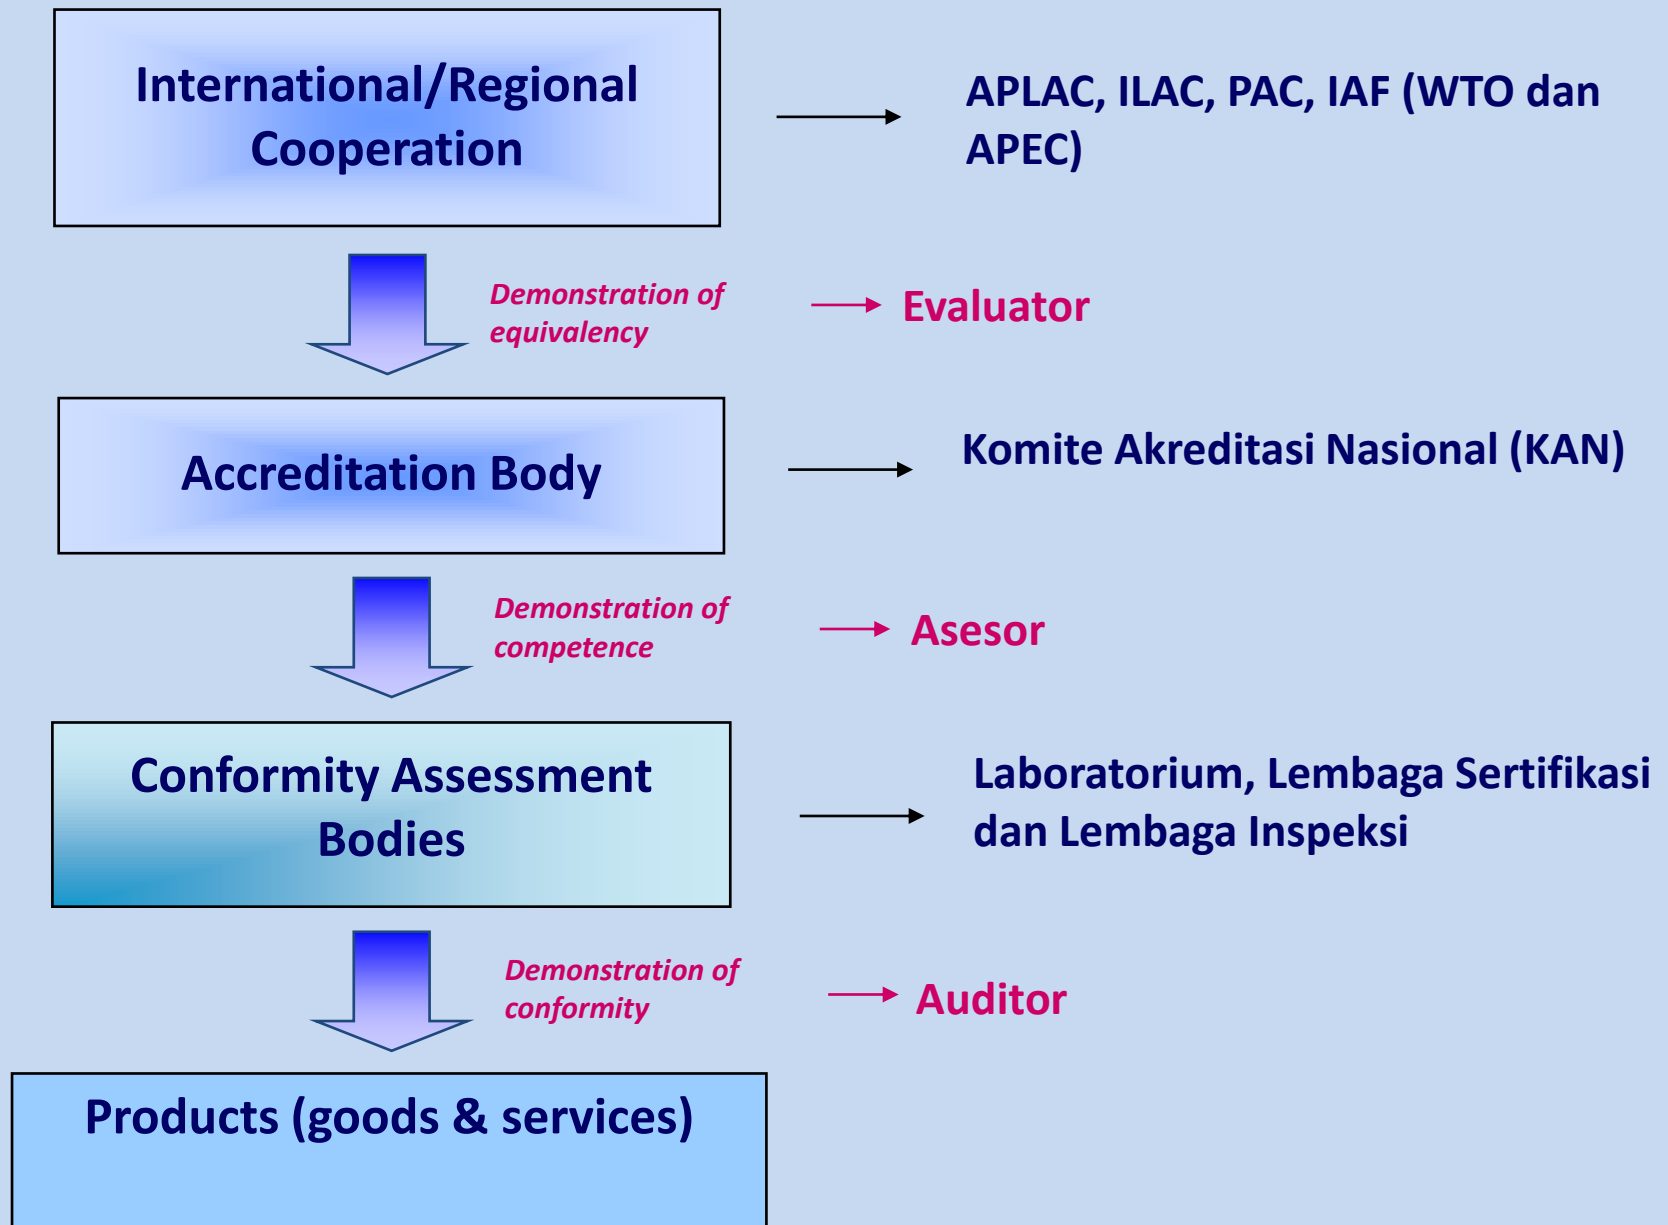 International/Regional
Cooperation
APLAC, ILAC, PAC, IAF (WTO dan
APEC)
Demonstration of
equivalency
Evaluator
Accreditation Body
Komite Akreditasi Nasional (KAN)
Demonstration of
competence
Asesor
Conformity Assessment
Bodies
Laboratorium, Lembaga Sertifikasi
dan Lembaga Inspeksi
Demonstration of
conformity
Auditor
Products (goods & services)